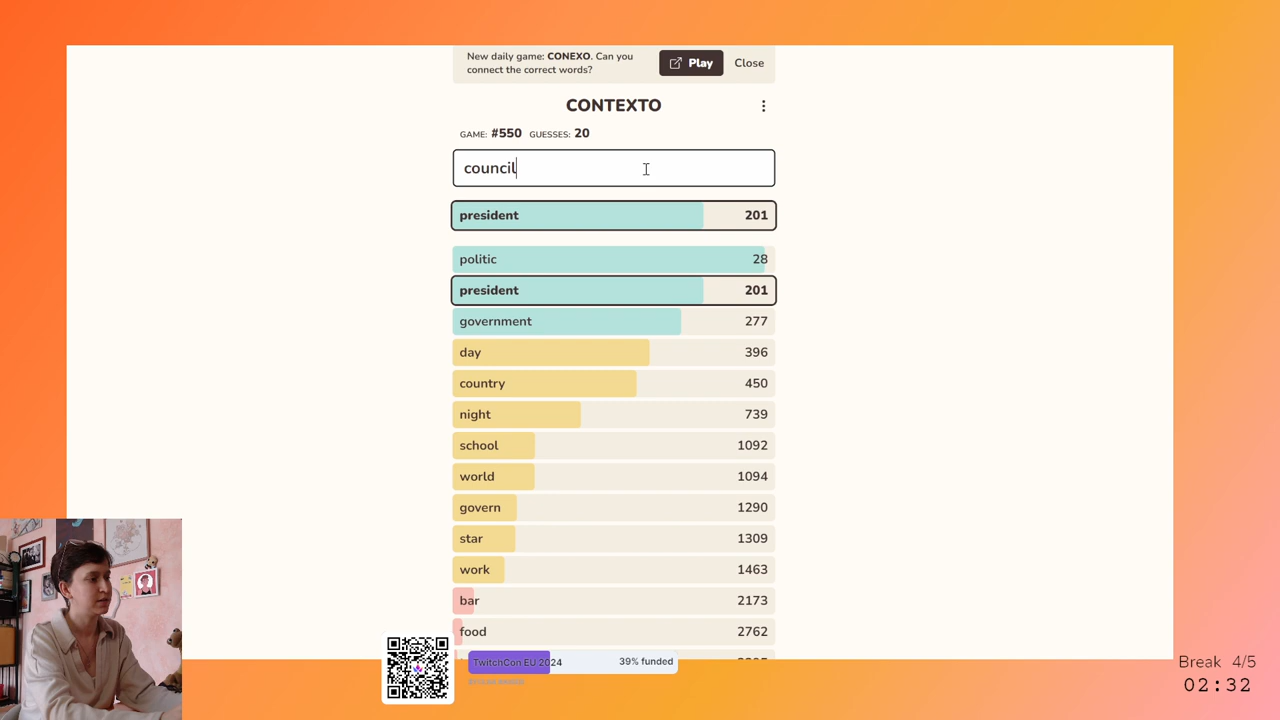 New daily game: CONEXO. Can you
connect the correct words?
Play
Close
CONTEXTO
GAME: #550 GUESSES: 20
council
president 201
politic 28
president 201
government 277
day 396
country 450
night 739
school 1092
world 1094
govern 1290
star 1309
work 1463
bar 2173
food 2762
TwitchCon EU 2024 39% funded
Break 4/5
02:32